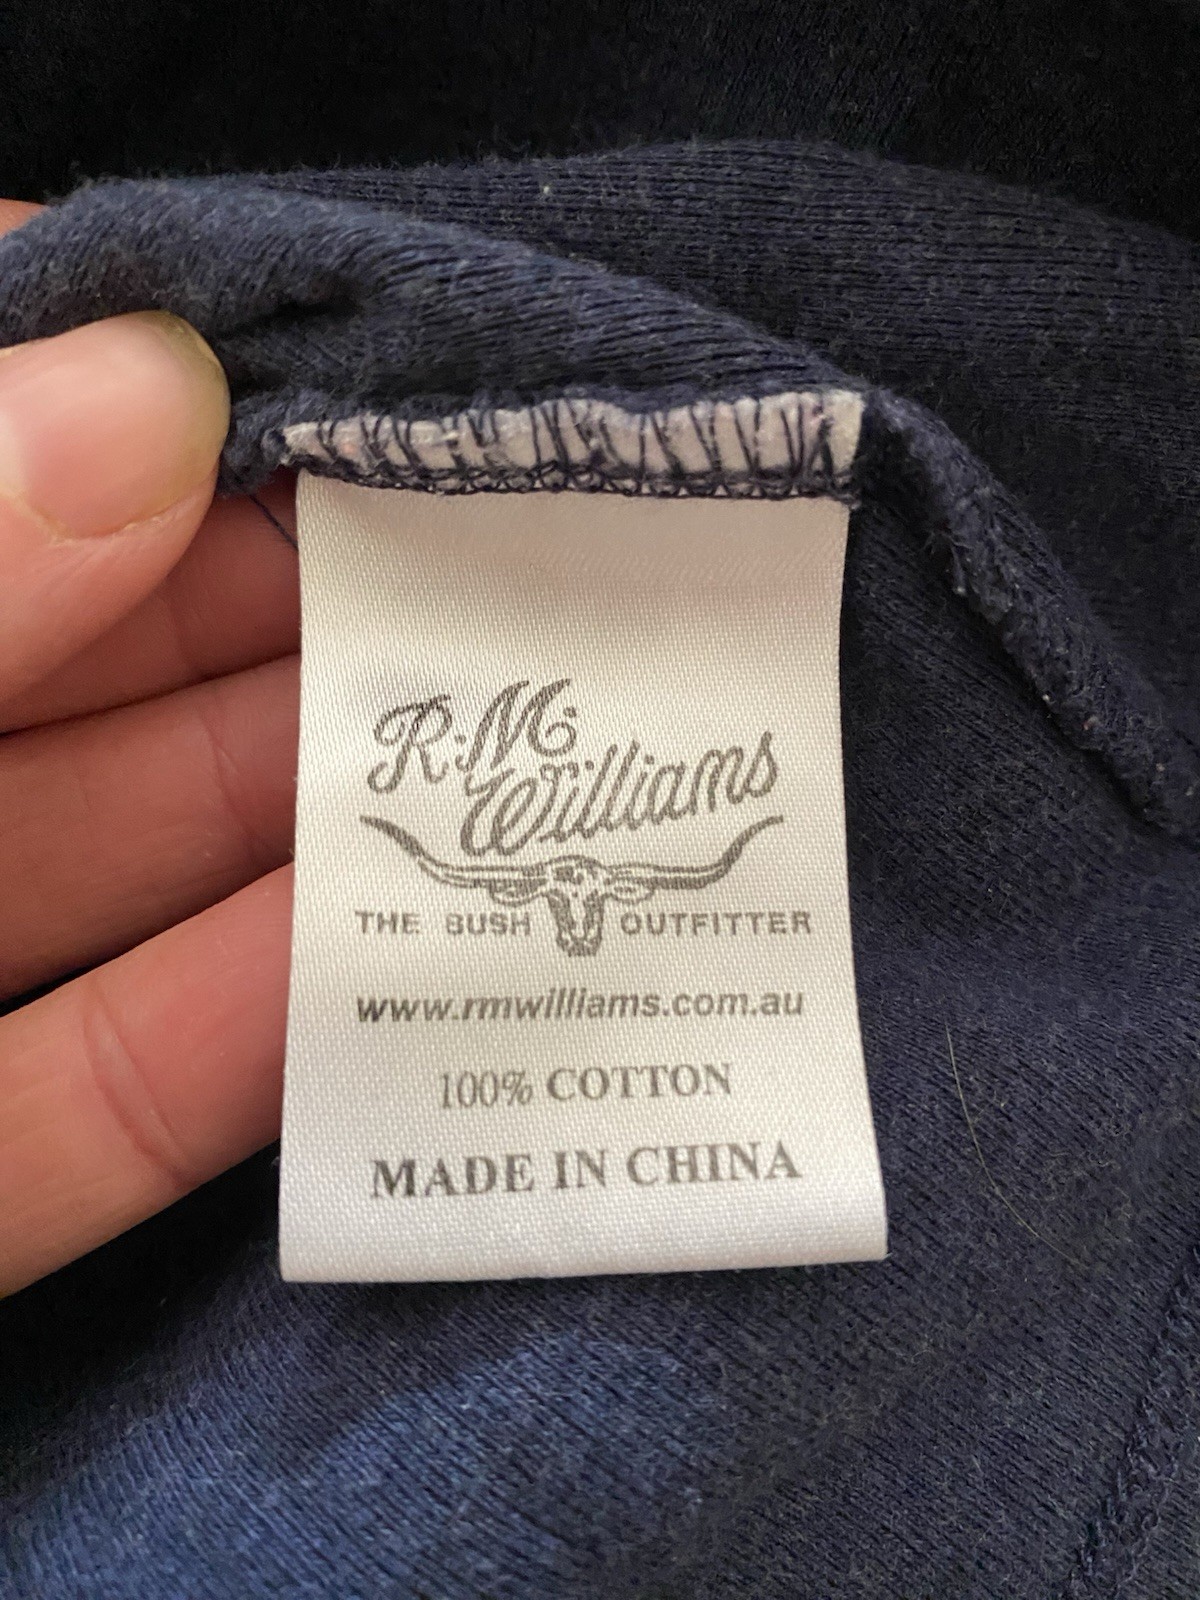 R.M.
Williams
THE BUSH OUTFITTER
www.rmwilliams.com.au
100% COTTON
MADE IN CHINA